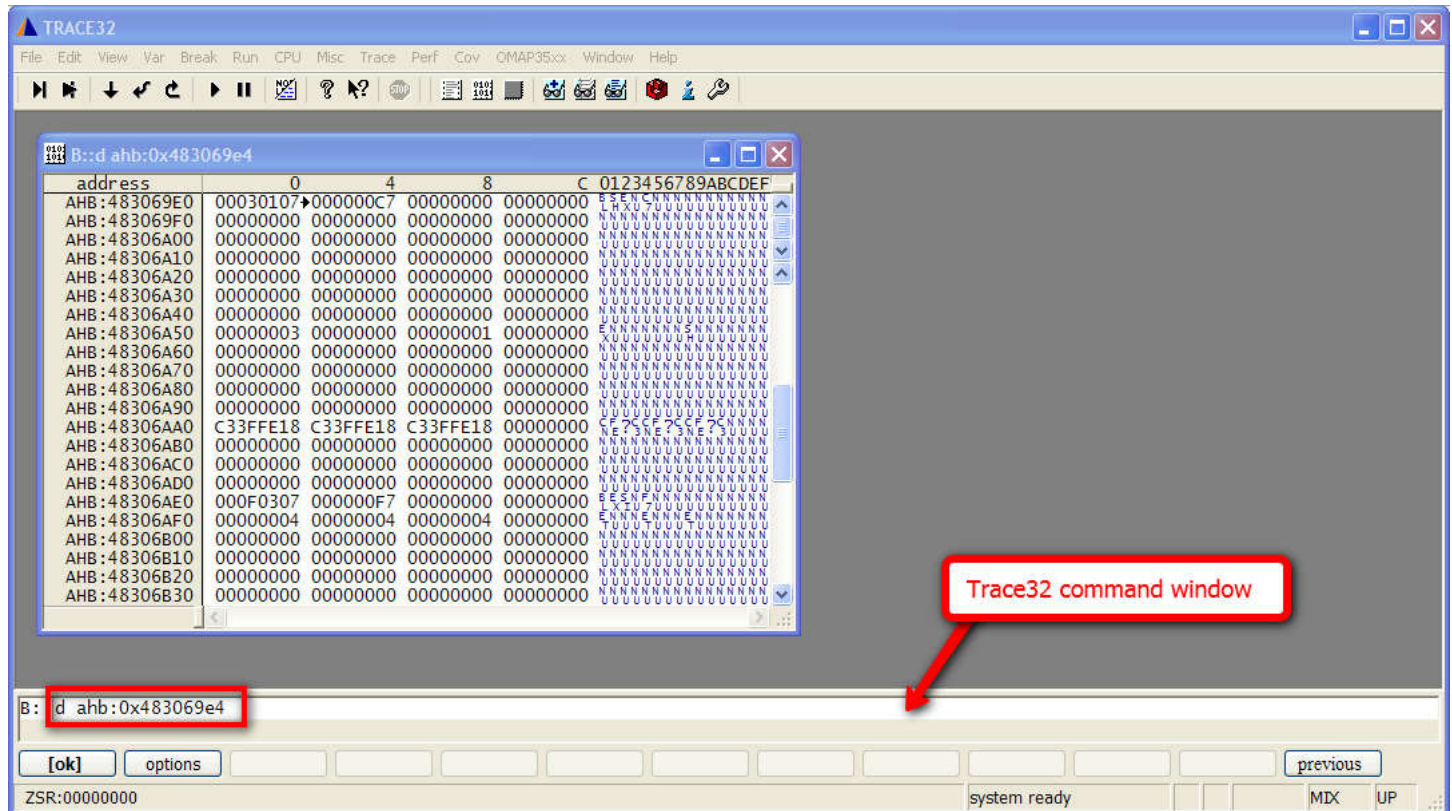 TRACE32
File Edit View Var Break Run CPU Misc Trace Perf Cov OMAP35xx Window Help
B::d ahb:0x483069e4
address 0 4 8 C 0123456789ABCDEF
AHB:483069E0 00030107 000000C7 00000000 00000000
AHB:483069F0 00000000 00000000 00000000 00000000
AHB:48306A00 00000000 00000000 00000000 00000000
AHB:48306A10 00000000 00000000 00000000 00000000
AHB:48306A20 00000000 00000000 00000000 00000000
AHB:48306A30 00000000 00000000 00000000 00000000
AHB:48306A40 00000000 00000000 00000000 00000000
AHB:48306A50 00000003 00000000 00000001 00000000
AHB:48306A60 00000000 00000000 00000000 00000000
AHB:48306A70 00000000 00000000 00000000 00000000
AHB:48306A80 00000000 00000000 00000000 00000000
AHB:48306A90 00000000 00000000 00000000 00000000
AHB:48306AA0 C33FFE18 C33FFE18 C33FFE18 00000000
AHB:48306AB0 00000000 00000000 00000000 00000000
AHB:48306AC0 00000000 00000000 00000000 00000000
AHB:48306AD0 00000000 00000000 00000000 00000000
AHB:48306AE0 000F0307 000000F7 00000000 00000000
AHB:48306AF0 00000004 00000004 00000004 00000000
AHB:48306B00 00000000 00000000 00000000 00000000
AHB:48306B10 00000000 00000000 00000000 00000000
AHB:48306B20 00000000 00000000 00000000 00000000
AHB:48306B30 00000000 00000000 00000000 00000000
Trace32 command window
B: d ahb:0x483069e4
[ok] options previous
ZSR:00000000 system ready MIX UP